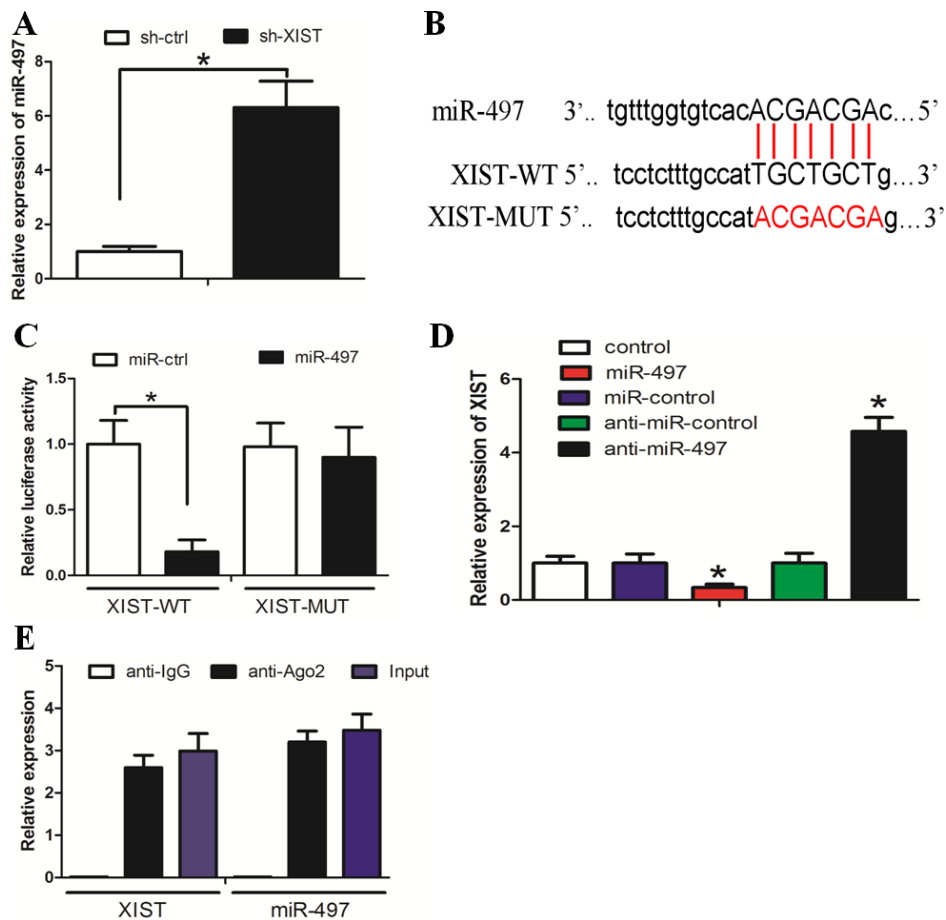 A
sh-ctrl sh-XIST
Relative expression of miR-497
8
6
4
2
0
*
B
miR-497 3’.. tgtttggtgtcacACGACGAc...5’
XIST-WT 5’.. tcctctttgccatTGCTGCTg...3’
XIST-MUT 5’.. tcctctttgccatACGACGAg...3’
C
miR-ctrl miR-497
Relative luciferase activity
1.5
1.0
0.5
0.0
*
XIST-WT XIST-MUT
D
control
miR-497
miR-control
anti-miR-control
anti-miR-497
Relative expression of XIST
6
4
2
0
*
*
E
anti-IgG anti-Ago2 Input
Relative expression
5
4
3
2
1
0
XIST miR-497